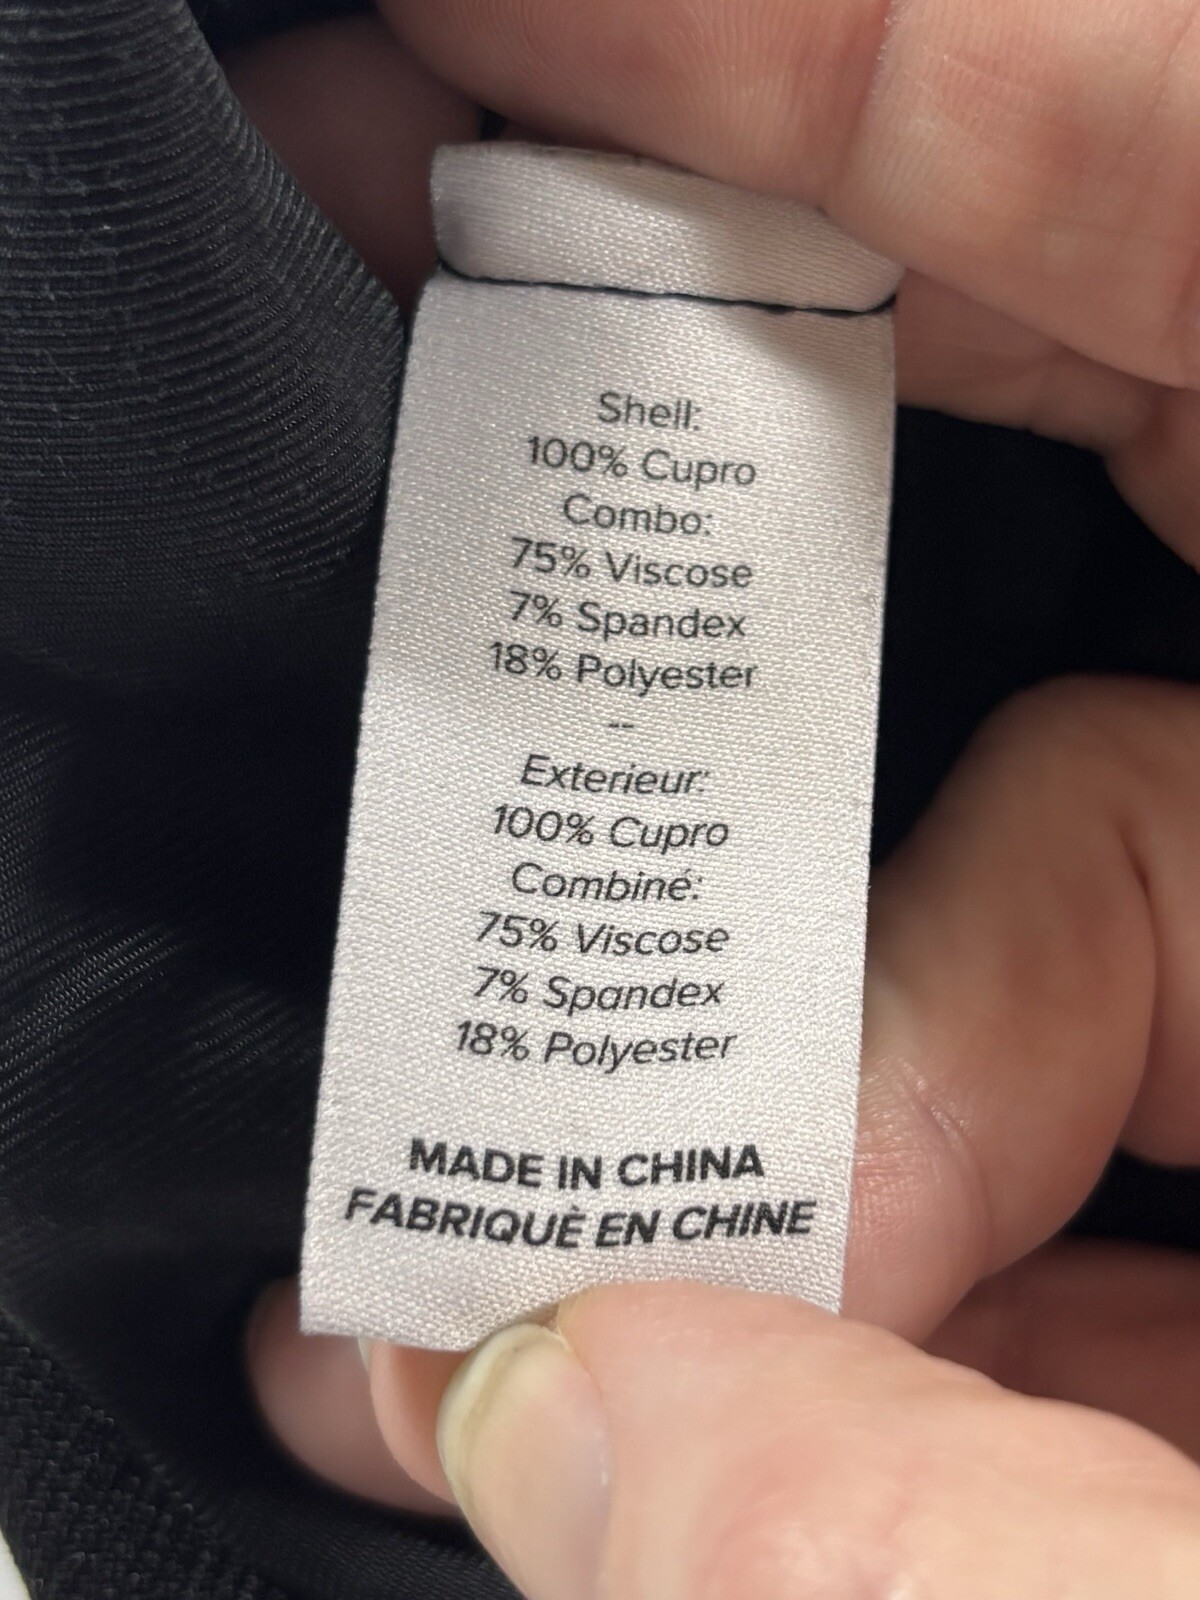 Shell:
100% Cupro
Combo:
75% Viscose
7% Spandex
18% Polyester
--
Exterieur:
100% Cupro
Combiné:
75% Viscose
7% Spandex
18% Polyester
MADE IN CHINA
FABRIQUÈ EN CHINE